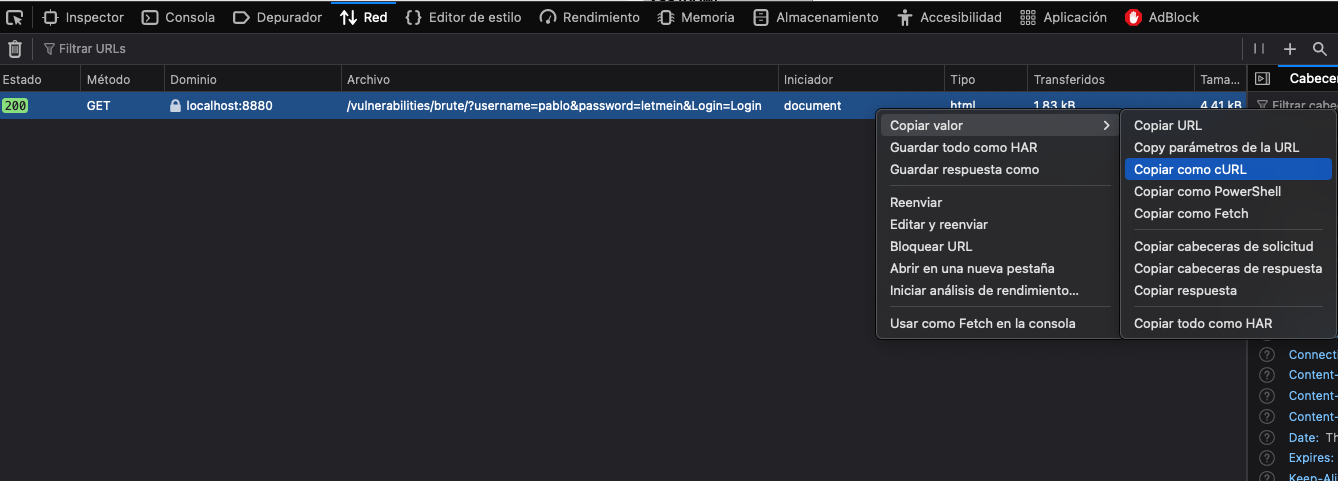 Inspector Consola Depurador Red Editor de estilo Rendimiento Memoria Almacenamiento Accesibilidad Aplicación AdBlock
Filtrar URLs
Estado Método Dominio Archivo Iniciador Tipo Transferidos Tama... Cabecer
200 GET localhost:8880 /vulnerabilities/brute/?username=pablo&password=letmein&Login=Login document html 1,83 kB 4,41 kB Filtrar cabe
Copiar valor
Guardar todo como HAR
Guardar respuesta como
Reenviar
Editar y reenviar
Bloquear URL
Abrir en una nueva pestaña
Iniciar análisis de rendimiento...
Usar como Fetch en la consola
Copiar URL
Copy parámetros de la URL
Copiar como cURL
Copiar como PowerShell
Copiar como Fetch
Copiar cabeceras de solicitud
Copiar cabeceras de respuesta
Copiar respuesta
Copiar todo como HAR
Connecti
Content-
Content-
Content-
Date: Th
Expires:
Keep-Ali